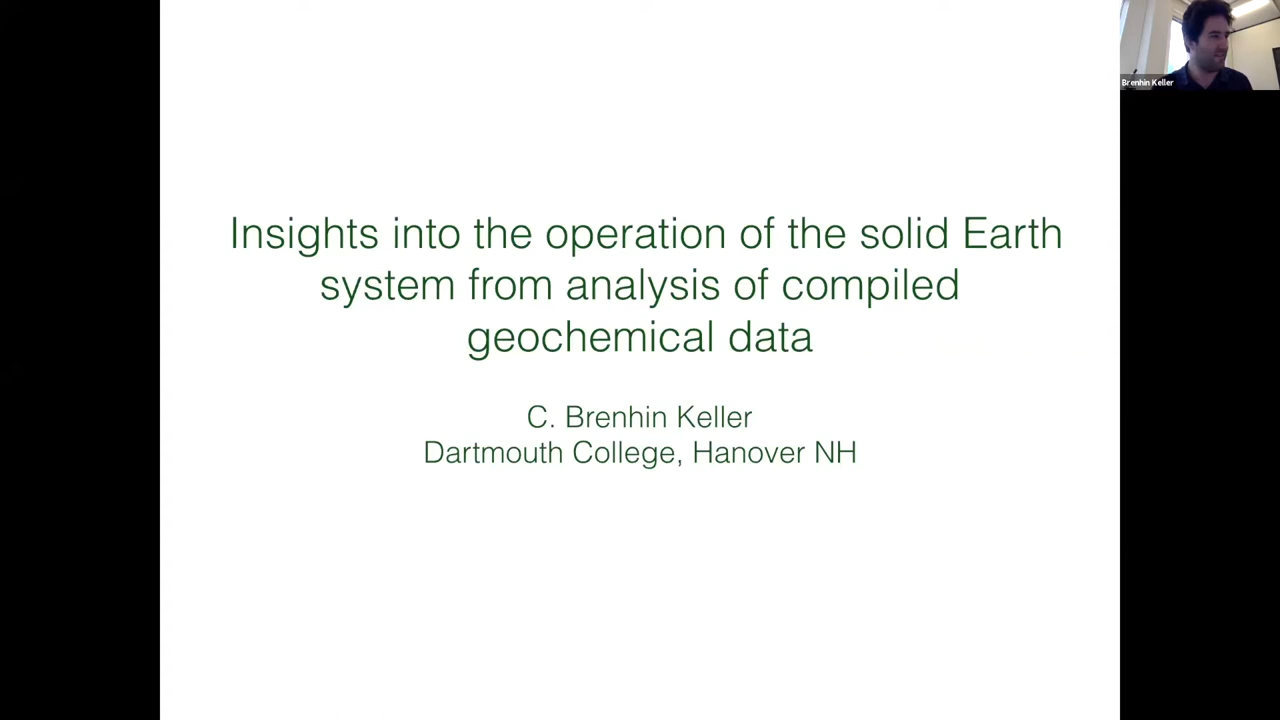 Brenhin Keller
Insights into the operation of the solid Earth
system from analysis of compiled
geochemical data
C. Brenhin Keller
Dartmouth College, Hanover NH